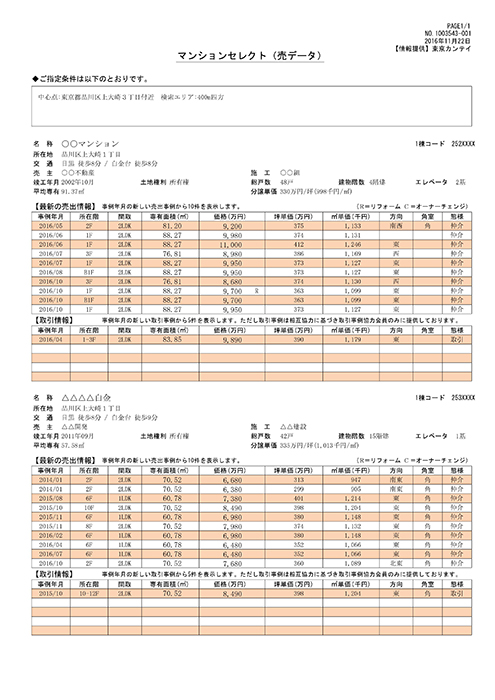 PAGE1/1
NO.1003543-001
2016年11月22日
【情報提供】東京カンテイ
マンションセレクト（売データ）
◆ご指定条件は以下のとおりです。
中心点:東京都品川区上大崎3丁目付近 検索エリア:400m四方
名 称 〇〇マンション 1棟コード 252XXXX
所在地 品川区上大崎1丁目
交 通 目黒 徒歩8分 / 白金台 徒歩8分
売 主 〇〇不動産 施 工 〇〇組
竣工年月 2002年10月 土地権利 所有権 総戸数 48戸 建物階数 4階建 エレベータ 2基
平均専有 91.37㎡ 分譲単価 330万円/坪(998千円/㎡)
【最新の売出情報】 事例年月の新しい売出事例から10件を表示します。 (R=リフォーム C=オーナーチェンジ)
事例年月 所在階 間取 専有面積(㎡) 価格(万円) 坪単価(千円) ㎡単価(千円) 方向 角室 態様
2016/05 2F 2LDK 81.20 9,200 375 1,133 南西 角 仲介
2016/06 1F 2LDK 88.27 9,980 374 1,131 仲介
2016/06 1F 2LDK 88.27 11,000 412 1,246 東 仲介
2016/07 3F 2LDK 76.81 8,980 386 1,169 西 仲介
2016/07 1F 2LDK 88.27 9,950 373 1,127 東 仲介
2016/08 B1F 2LDK 88.27 9,950 373 1,127 東 仲介
2016/10 3F 2LDK 76.81 8,680 374 1,130 西 仲介
2016/10 1F 2LDK 88.27 9,700 R 363 1,099 東 仲介
2016/10 B1F 2LDK 88.27 9,700 363 1,099 東 仲介
2016/10 1F 2LDK 88.27 9,950 373 1,127 東 仲介
【取引情報】 事例年月の新しい取引事例から5件を表示します。ただし取引事例は相互協力に基づき取引事例協力会員のみに提供しております。
事例年月 所在階 間取 専有面積(㎡) 価格(万円) 坪単価(千円) ㎡単価(千円) 方向 角室 態様
2016/04 1-3F 2LDK 83.85 9,890 390 1,179 東 取引
名 称 △△△△白金 1棟コード 253XXXX
所在地 品川区上大崎1丁目
交 通 目黒 徒歩8分 / 白金台 徒歩9分
売 主 △△開発 施 工 △△建設
竣工年月 2011年09月 土地権利 所有権 総戸数 42戸 建物階数 15階建 エレベータ 1基
平均専有 57.58㎡ 分譲単価 335万円/坪(1,013千円/㎡)
【最新の売出情報】 事例年月の新しい売出事例から10件を表示します。 (R=リフォーム C=オーナーチェンジ)
事例年月 所在階 間取 専有面積(㎡) 価格(万円) 坪単価(千円) ㎡単価(千円) 方向 角室 態様
2014/01 2F 2LDK 70.52 6,680 313 947 南東 角 仲介
2014/01 2F 2LDK 70.52 6,380 299 905 南東 角 仲介
2015/08 6F 1LDK 60.78 7,380 401 1,214 東 角 仲介
2015/10 10F 2LDK 70.52 8,490 398 1,204 東 角 仲介
2015/11 6F 1LDK 60.78 6,980 380 1,148 東 角 仲介
2015/11 8F 2LDK 70.52 7,980 374 1,132 東 角 仲介
2016/02 6F 1LDK 60.78 6,980 380 1,148 東 角 仲介
2016/04 6F 1LDK 60.78 6,480 352 1,066 東 角 仲介
2016/07 6F 1LDK 60.78 6,480 352 1,066 東 角 仲介
2016/10 2F 2LDK 70.52 7,680 360 1,089 北東 角 仲介
【取引情報】 事例年月の新しい取引事例から5件を表示します。ただし取引事例は相互協力に基づき取引事例協力会員のみに提供しております。
事例年月 所在階 間取 専有面積(㎡) 価格(万円) 坪単価(千円) ㎡単価(千円) 方向 角室 態様
2015/10 10-12F 2LDK 70.52 8,490 398 1,204 東 角 取引